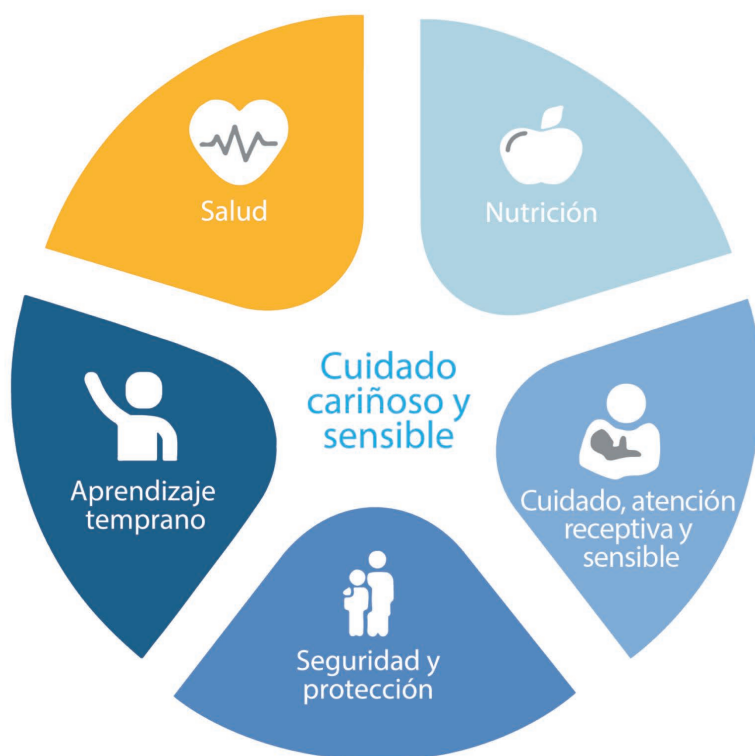 Salud
Nutrición
Cuidado
cariñoso y
sensible
Aprendizaje
temprano
Cuidado, atención
receptiva y
sensible
Seguridad y
protección